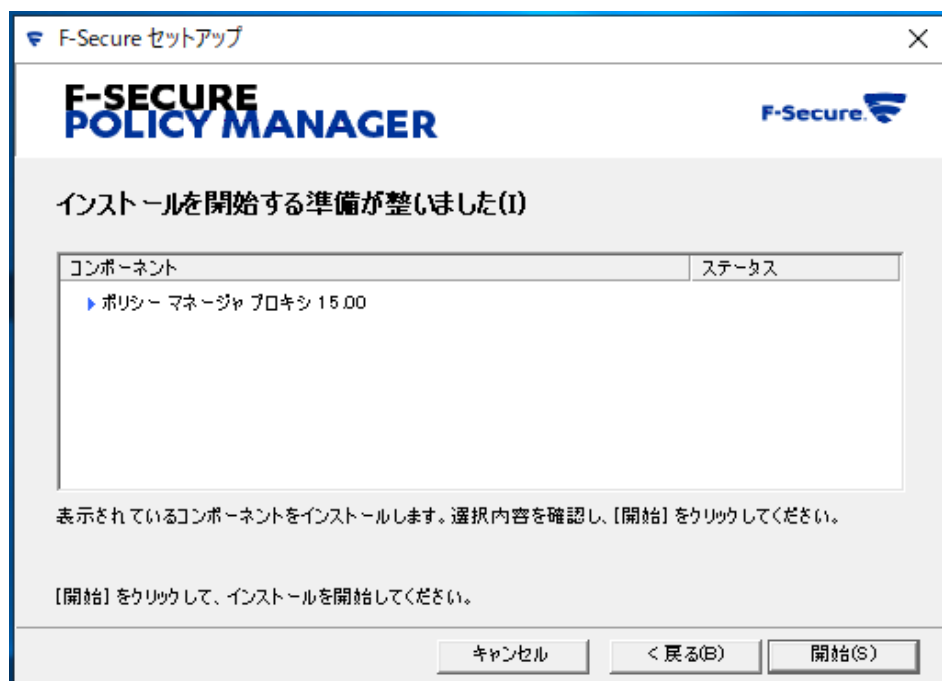 F-Secure セットアップ
F-SECURE
POLICY MANAGER
F-Secure.
インストールを開始する準備が整いました(I)
コンポーネント ステータス
ポリシー マネージャ プロキシ 15.00
表示されているコンポーネントをインストールします。選択内容を確認し、[開始] をクリックしてください。
[開始] をクリックして、インストールを開始してください。
キャンセル < 戻る(B) 開始(S)